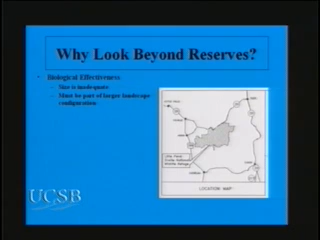 Why Look Beyond Reserves?
• Biological Effectiveness
– Size is inadequate
– Must be part of larger landscape
configuration
LOCATION MAP
UCSB